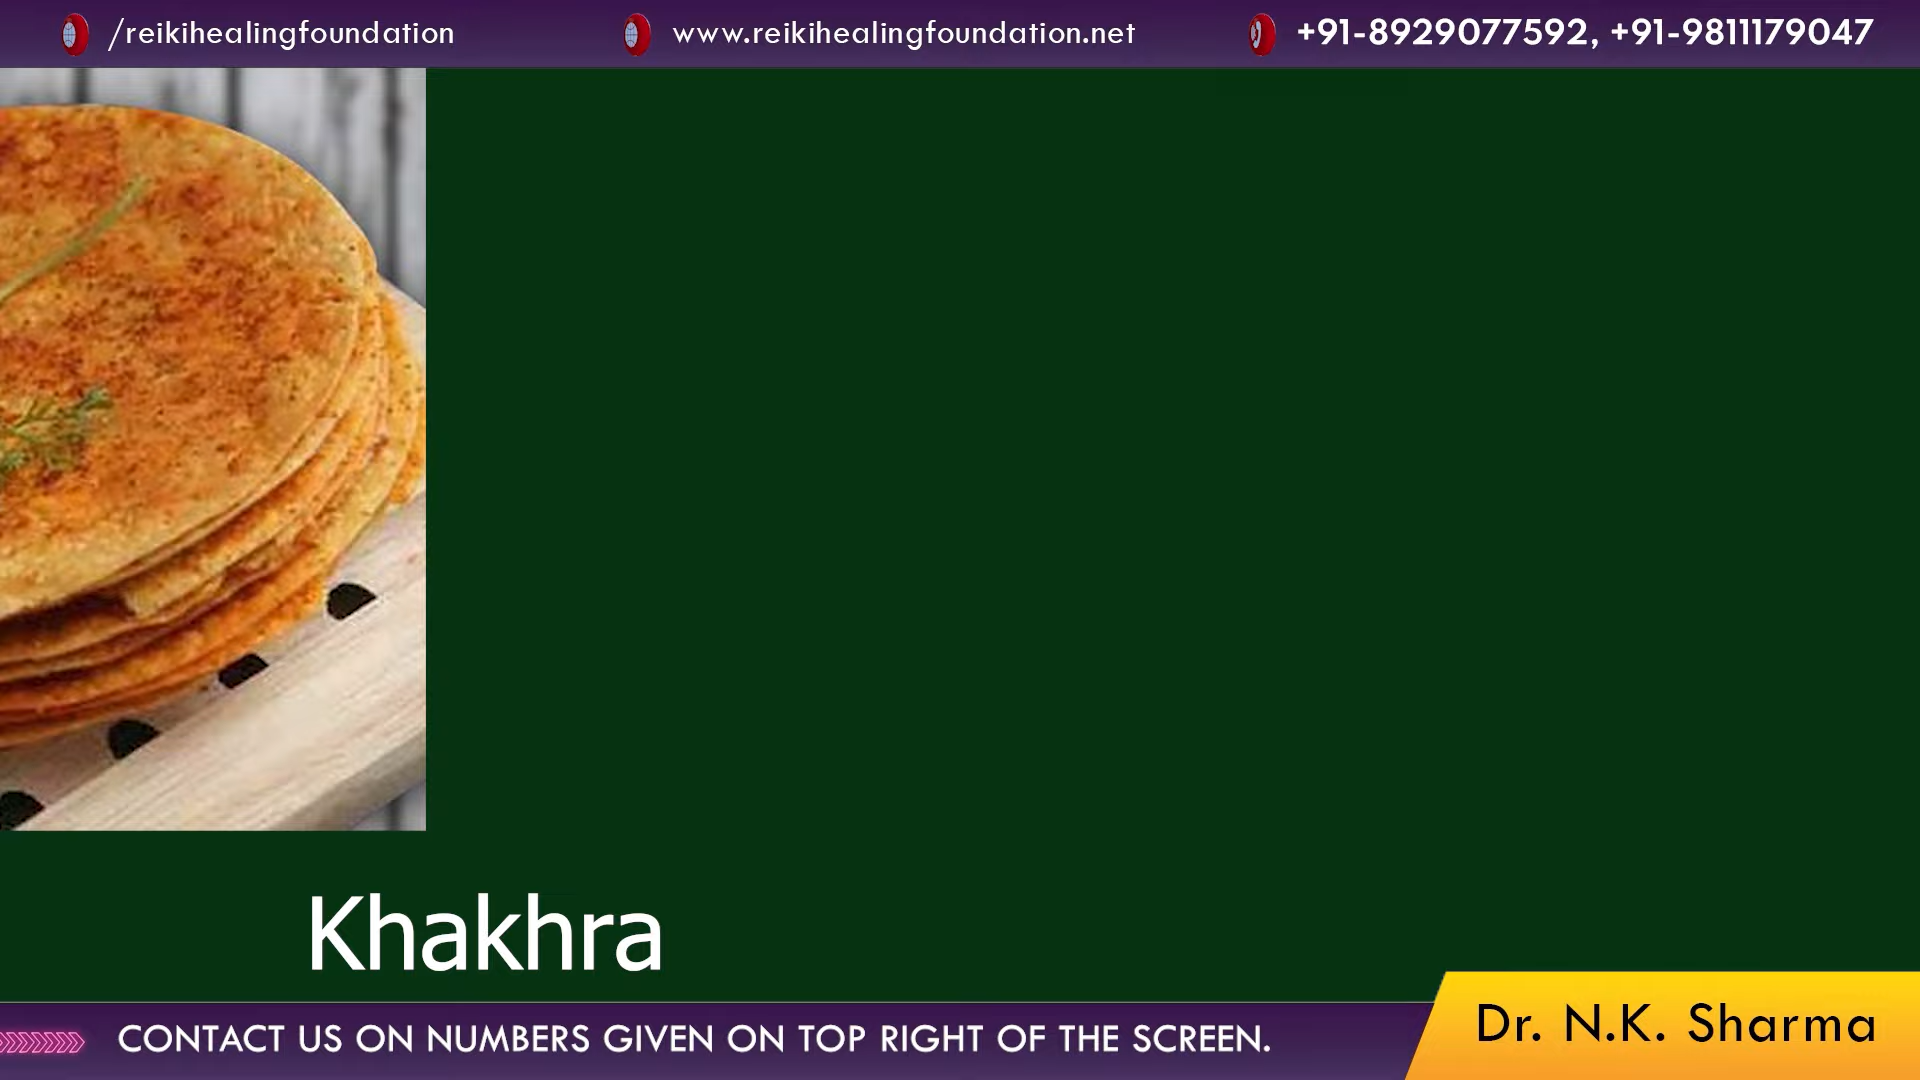 /reikihealingfoundation
www.reikihealingfoundation.net
+91-8929077592, +91-9811179047
Khakhra
CONTACT US ON NUMBERS GIVEN ON TOP RIGHT OF THE SCREEN.
Dr. N.K. Sharma